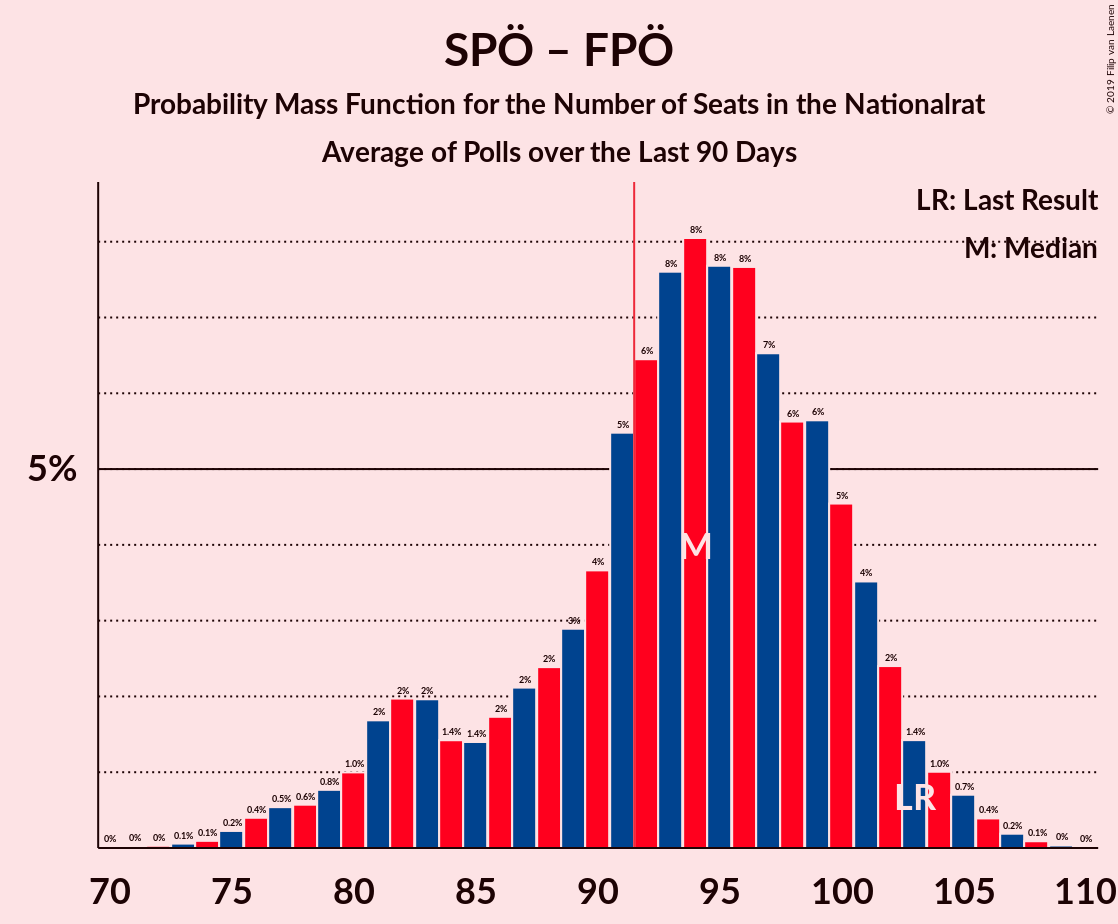 SPÖ – FPÖ
Probability Mass Function for the Number of Seats in the Nationalrat
Average of Polls over the Last 90 Days
© 2019 Filip van Laenen
LR: Last Result
M: Median
5%
0% 0% 0% 0.1% 0.1% 0.2% 0.4% 0.5% 0.6% 0.8% 1.0% 2% 2% 2% 1.4% 1.4% 2% 2% 2% 3% 4% 5% 6% 8% 8% 8% 8% 7% 6% 6% 5% 4% 2% 1.4% 1.0% 0.7% 0.4% 0.2% 0.1% 0% 0%
M
LR
70 75 80 85 90 95 100 105 110